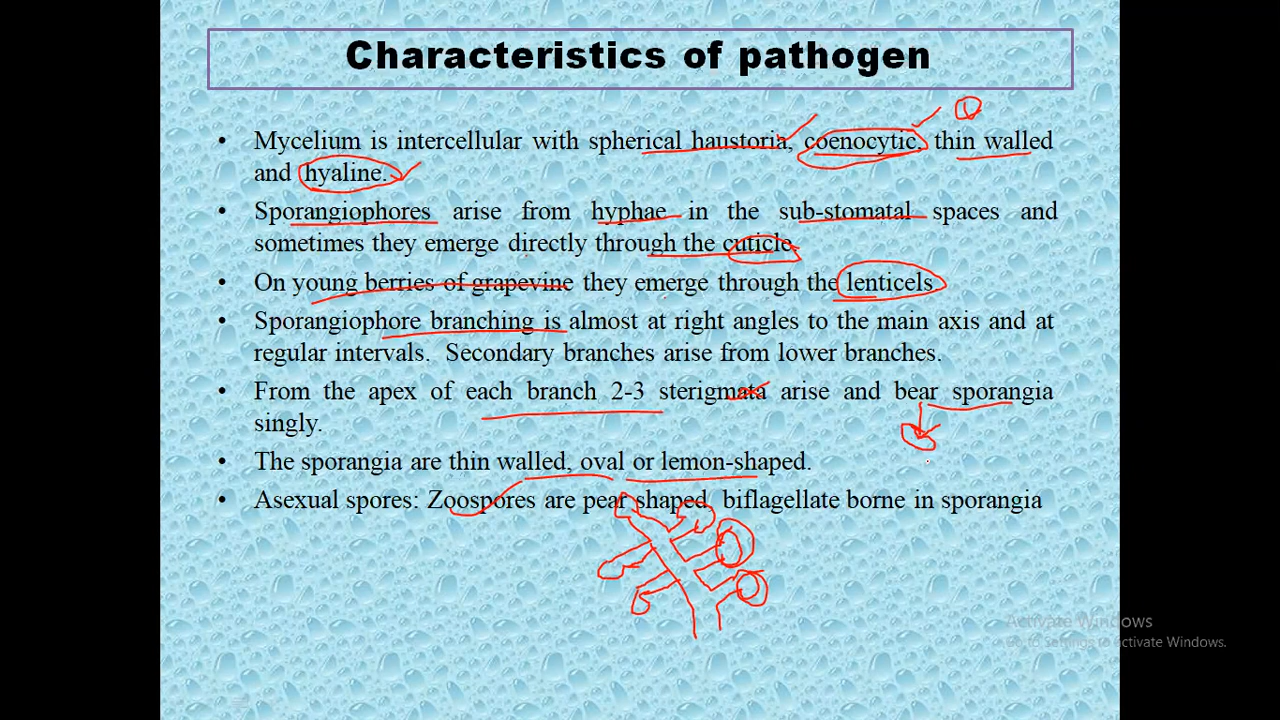 Characteristics of pathogen
• Mycelium is intercellular with spherical haustoria, coenocytic, thin walled
and hyaline.
• Sporangiophores arise from hyphae in the sub-stomatal spaces and
sometimes they emerge directly through the cuticle.
• On young berries of grapevine they emerge through the lenticels
• Sporangiophore branching is almost at right angles to the main axis and at
regular intervals. Secondary branches arise from lower branches.
• From the apex of each branch 2-3 sterigmata arise and bear sporangia
singly.
• The sporangia are thin walled, oval or lemon-shaped.
• Asexual spores: Zoospores are pear shaped, biflagellate borne in sporangia
Activate Windows
Go to Settings to activate Windows.